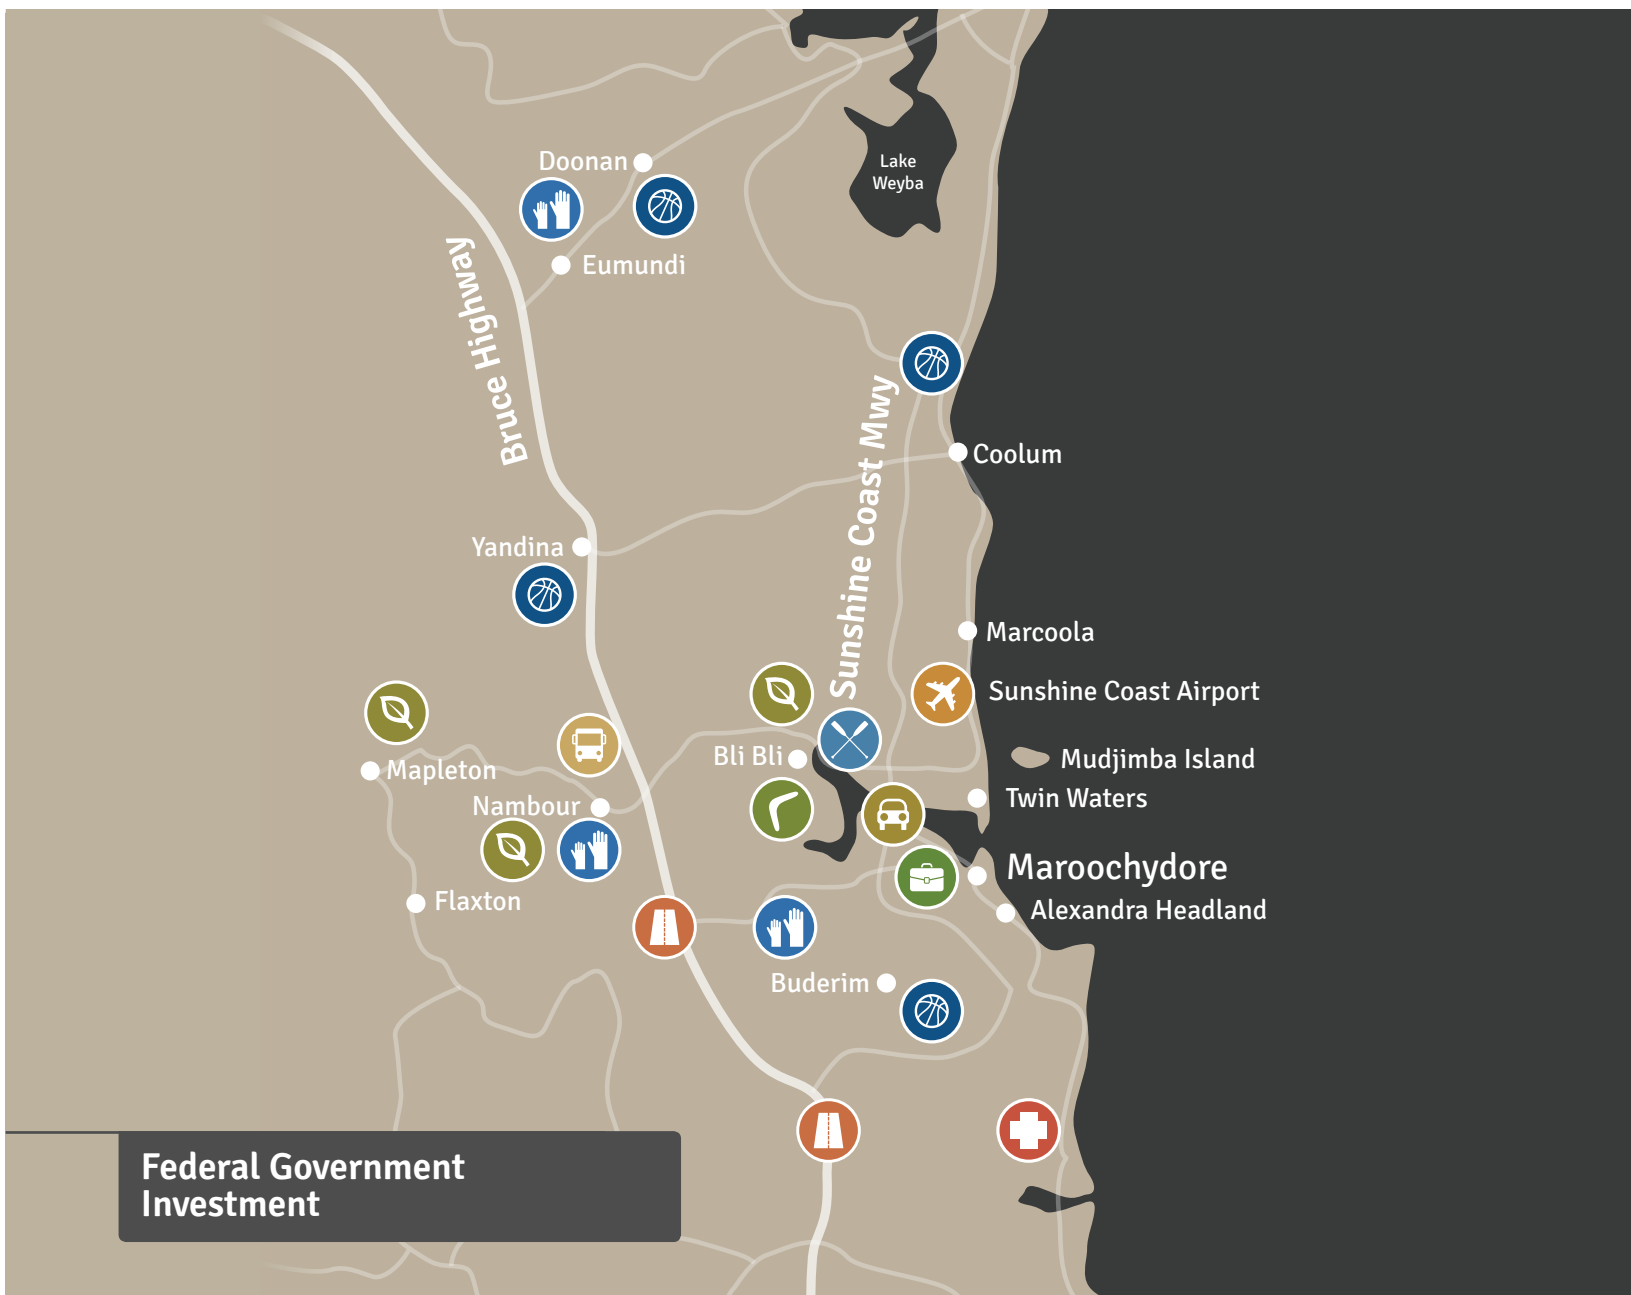 Doonan
Lake
Weyba
Eumundi
Bruce Highway
Sunshine Coast Mwy
Coolum
Yandina
Marcoola
Sunshine Coast Airport
Bli Bli
Mudjimba Island
Mapleton
Twin Waters
Nambour
Maroochydore
Flaxton
Alexandra Headland
Buderim
Federal Government
Investment